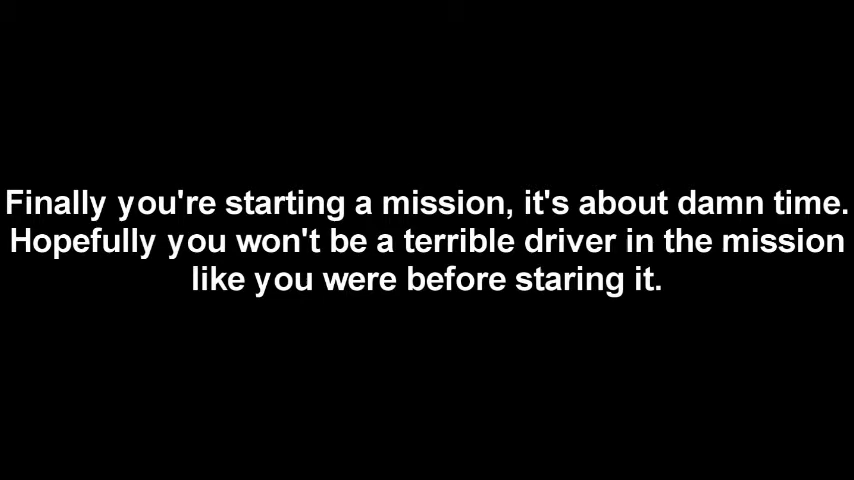 Finally you're starting a mission, it's about damn time.
Hopefully you won't be a terrible driver in the mission
like you were before staring it.